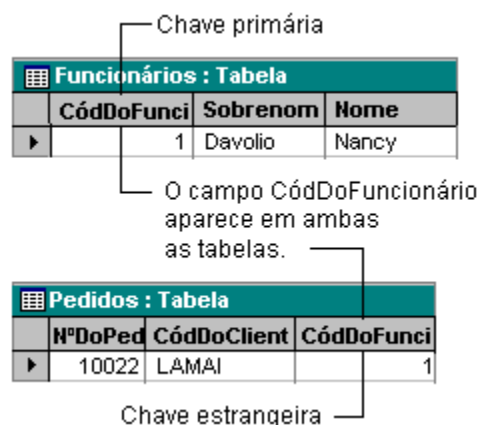 Chave primária
Funcionários : Tabela
CódDoFunci Sobrenom Nome
1 Davolio Nancy
O campo CódDoFuncionário
aparece em ambas
as tabelas.
Pedidos : Tabela
NºDoPed CódDoClient CódDoFunci
10022 LAMAI 1
Chave estrangeira